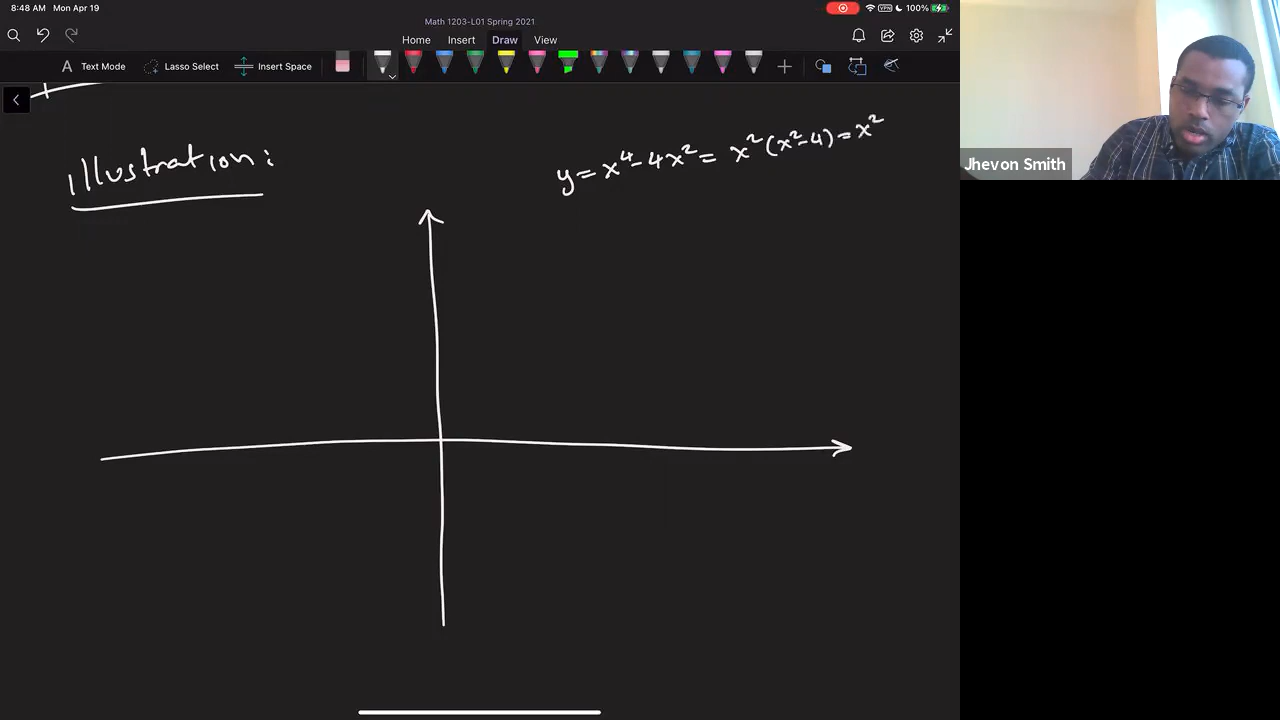 8:48 AM Mon Apr 19
VPN 100%
Math 1203-L01 Spring 2021
Home Insert Draw View
A Text Mode Lasso Select Insert Space
Illustration:
y = x⁴ - 4x² = x²(x²-4) = x²
Jhevon Smith